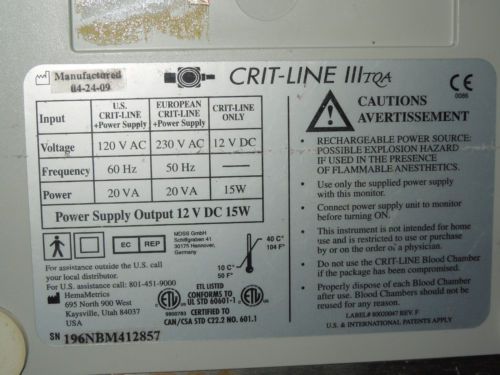 Manufactured
04-24-09
CRIT-LINE III TQA
CE
0086
Input
U.S. CRIT-LINE +Power Supply
EUROPEAN CRIT-LINE +Power Supply
CRIT-LINE ONLY
Voltage 120 V AC 230 V AC 12 V DC
Frequency 60 Hz 50 Hz —
Power 20 VA 20 VA 15W
Power Supply Output 12 V DC 15W
EC REP
MDSS GmbH
Schiffgraben 41
30175 Hannover,
Germany
10 C°
50 F°
40 C°
104 F°
For assistance outside the U.S. call
your local distributor.
For U.S. assistance call: 801-451-9000
HemaMetrics
695 North 900 West
Kaysville, Utah 84037
USA
SN 196NBM412857
ETL LISTED
CONFORMS TO
UL STD 60601-1
9900783
CERTIFIED TO
CAN/CSA STD C22.2 NO. 601.1
CAUTIONS
AVERTISSEMENT
• RECHARGEABLE POWER SOURCE:
POSSIBLE EXPLOSION HAZARD
IF USED IN THE PRESENCE
OF FLAMMABLE ANESTHETICS.
• Use only the supplied power supply
with this monitor.
• Connect power supply unit to monitor
before turning ON.
• This instrument is not intended for home
use and is restricted to use or purchase
by or on the order of a physician.
• Do not use the CRIT-LINE Blood Chamber
if the package has been compromised.
• Properly dispose of each Blood Chamber
after use. Blood Chambers should not be
reused for any reason.
LABEL# 80020047 REV. F
U.S. & INTERNATIONAL PATENTS APPLY